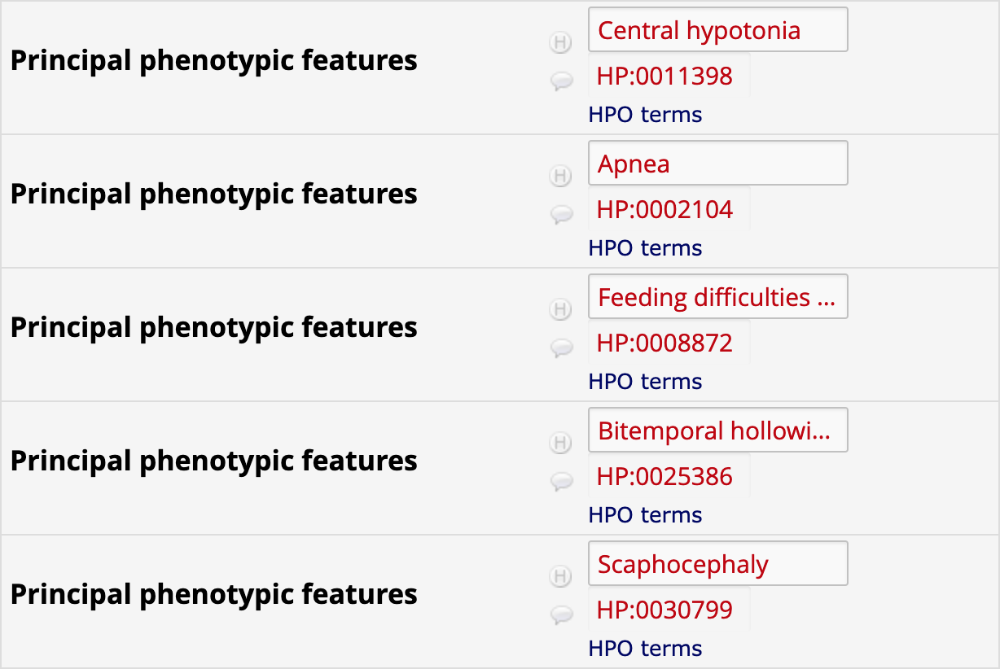 Principal phenotypic features
H
Central hypotonia
HP:0011398
HPO terms
Principal phenotypic features
H
Apnea
HP:0002104
HPO terms
Principal phenotypic features
H
Feeding difficulties ...
HP:0008872
HPO terms
Principal phenotypic features
H
Bitemporal hollowi...
HP:0025386
HPO terms
Principal phenotypic features
H
Scaphocephaly
HP:0030799
HPO terms